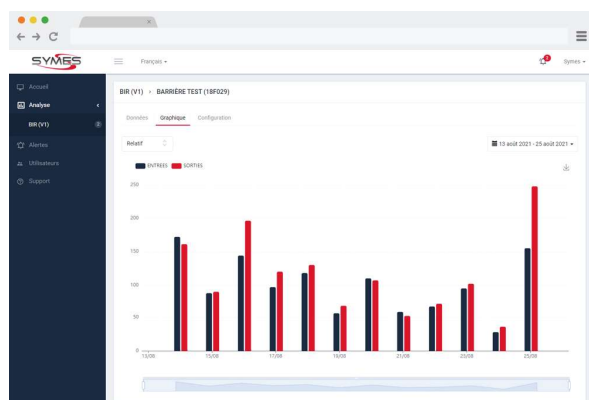 SYMES
Français
Symes
Accueil
Analyse
BIR (V1)
Alertes
Utilisateurs
Support
BIR (V1) › BARRIÈRE TEST (18F029)
Données Graphique Configuration
Relatif
13 août 2021 - 25 août 2021
ENTREES SORTIES
250
200
150
100
50
0
13/08 15/08 17/08 19/08 21/08 23/08 25/08